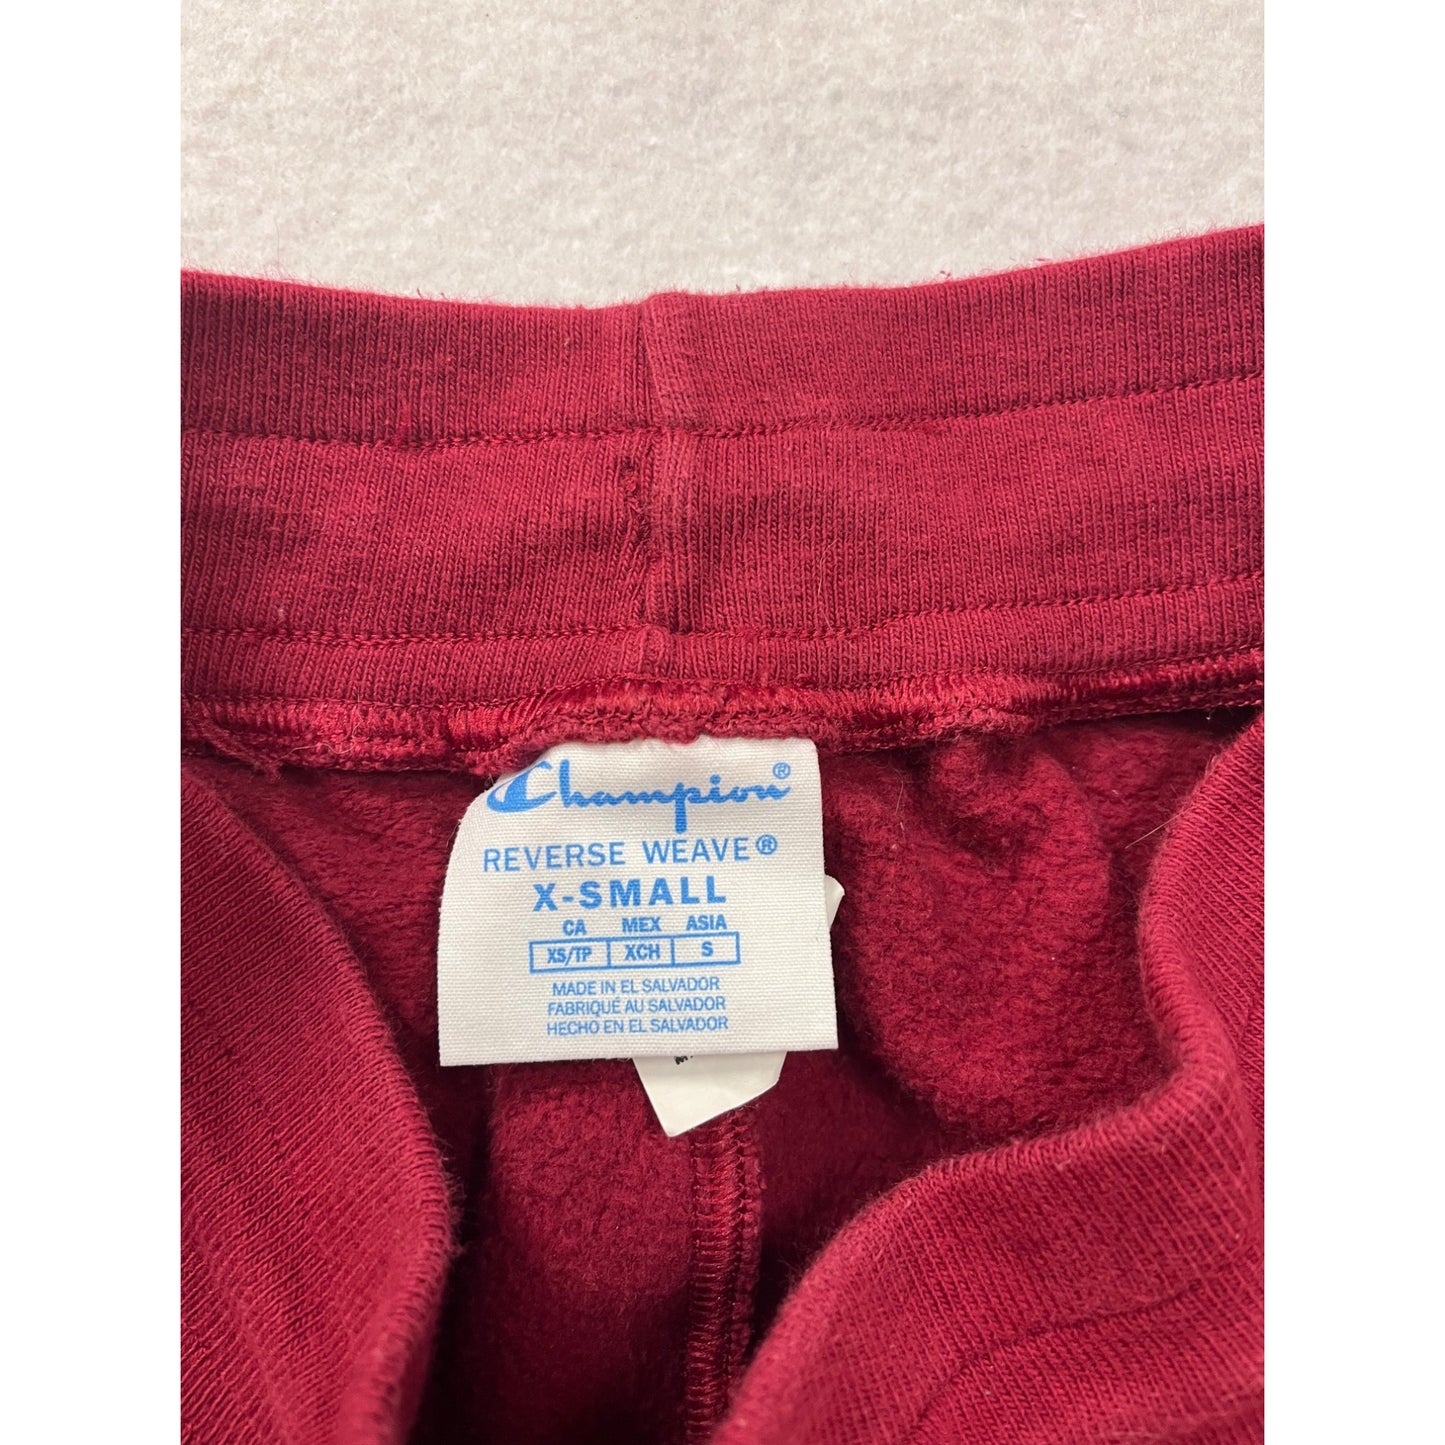 Champion®
REVERSE WEAVE®
X-SMALL
CA MEX ASIA
XS/TP XCH S
MADE IN EL SALVADOR
FABRIQUÉ AU SALVADOR
HECHO EN EL SALVADOR